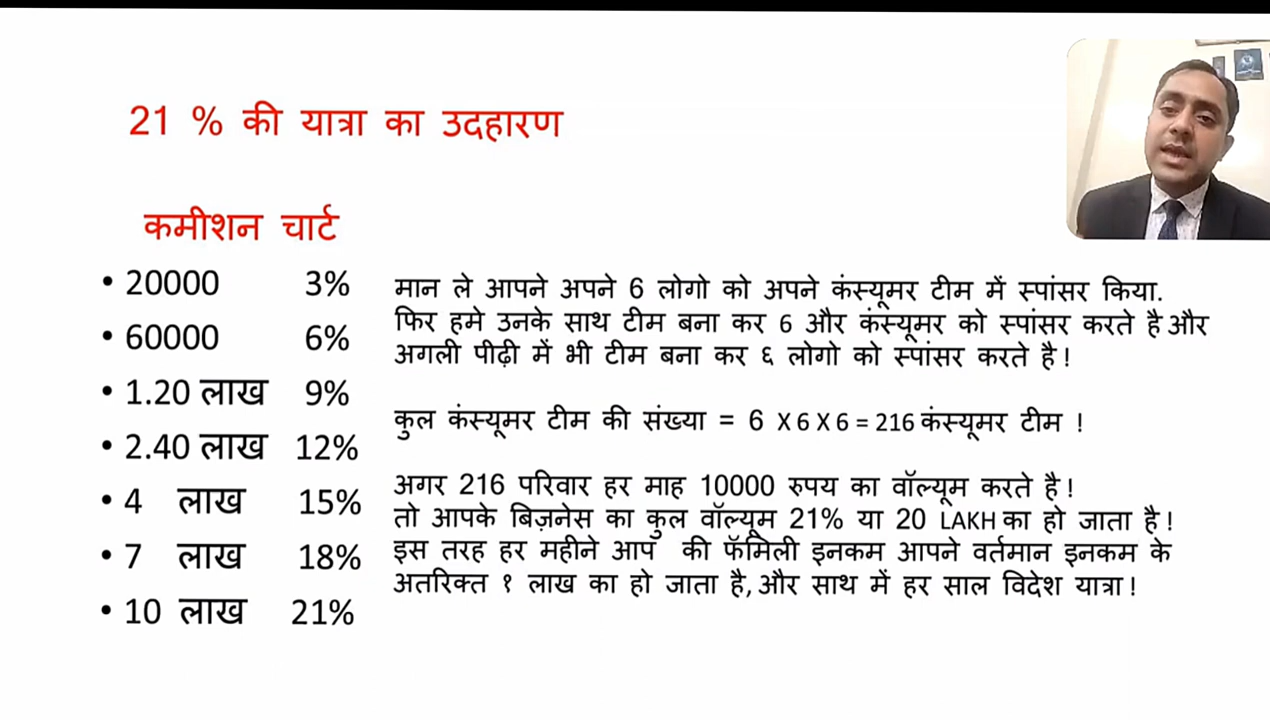 21 % की यात्रा का उदहारण
कमीशन चार्ट
• 20000 3%
• 60000 6%
• 1.20 लाख 9%
• 2.40 लाख 12%
• 4 लाख 15%
• 7 लाख 18%
• 10 लाख 21%
मान ले आपने अपने 6 लोगो को अपने कंस्यूमर टीम में स्पांसर किया.
फिर हमे उनके साथ टीम बना कर 6 और कंस्यूमर को स्पांसर करते है और
अगली पीढ़ी में भी टीम बना कर ६ लोगो को स्पांसर करते है !
कुल कंस्यूमर टीम की संख्या = 6 X 6 X 6 = 216 कंस्यूमर टीम !
अगर 216 परिवार हर माह 10000 रुपय का वॉल्यूम करते है !
तो आपके बिज़नेस का कुल वॉल्यूम 21% या 20 LAKH का हो जाता है !
इस तरह हर महीने आप की फॅमिली इनकम आपने वर्तमान इनकम के
अतरिक्त १ लाख का हो जाता है, और साथ में हर साल विदेश यात्रा !